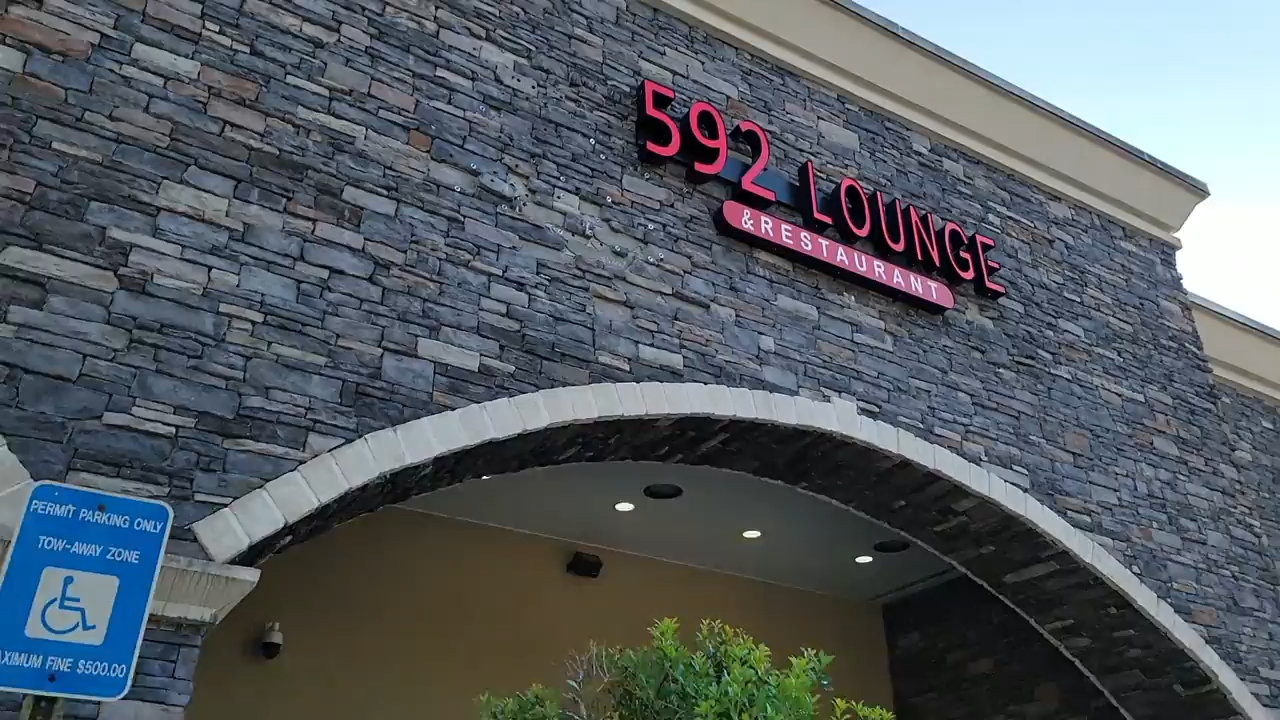 592 LOUNGE
&RESTAURANT
PERMIT PARKING ONLY
TOW-AWAY ZONE
AXIMUM FINE $500.00